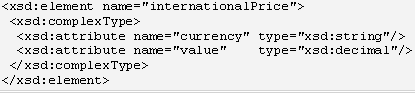 <xsd:element name="internationalPrice">
 <xsd:complexType>
  <xsd:attribute name="currency" type="xsd:string"/>
  <xsd:attribute name="value"    type="xsd:decimal"/>
 </xsd:complexType>
</xsd:element>